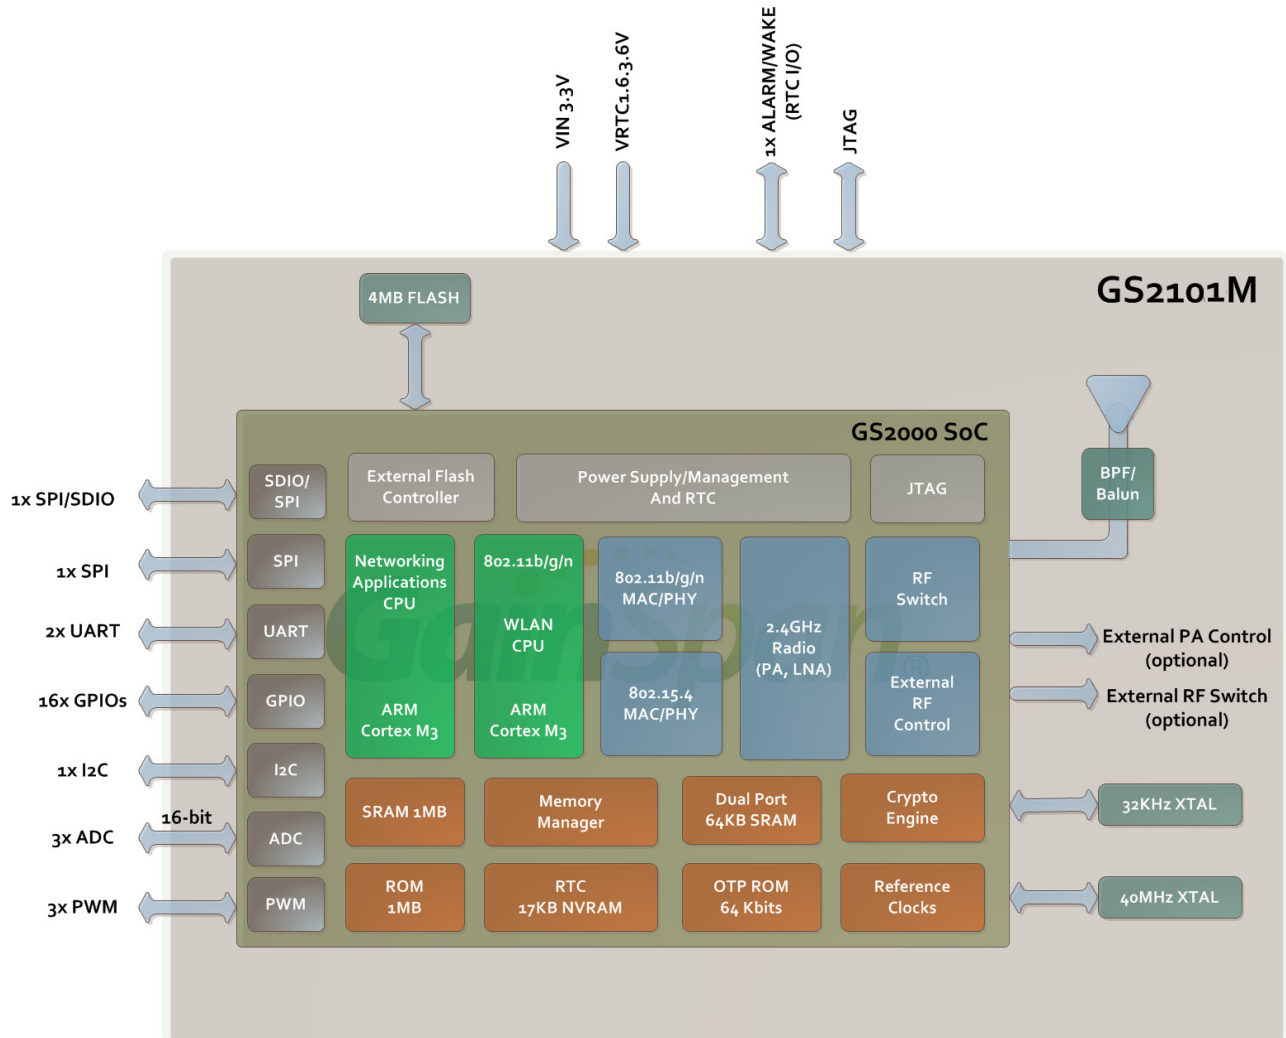 VIN 3.3V
VRTC1.6.3.6V
1x ALARM/WAKE
(RTC I/O)
JTAG
GS2101M
4MB FLASH
GS2000 SoC
BPF/
Balun
SDIO/
SPI
External Flash
Controller
Power Supply/Management
And RTC
JTAG
1x SPI/SDIO
SPI
1x SPI
Networking
Applications
CPU
ARM
Cortex M3
802.11b/g/n
WLAN
CPU
ARM
Cortex M3
802.11b/g/n
MAC/PHY
802.15.4
MAC/PHY
2.4GHz
Radio
(PA, LNA)
RF
Switch
External
RF
Control
GainSpan®
UART
2x UART
External PA Control
(optional)
GPIO
16x GPIOs
External RF Switch
(optional)
I2C
1x I2C
SRAM 1MB
Memory
Manager
Dual Port
64KB SRAM
Crypto
Engine
32KHz XTAL
16-bit
3x ADC
ADC
ROM
1MB
RTC
17KB NVRAM
OTP ROM
64 Kbits
Reference
Clocks
40MHz XTAL
3x PWM
PWM